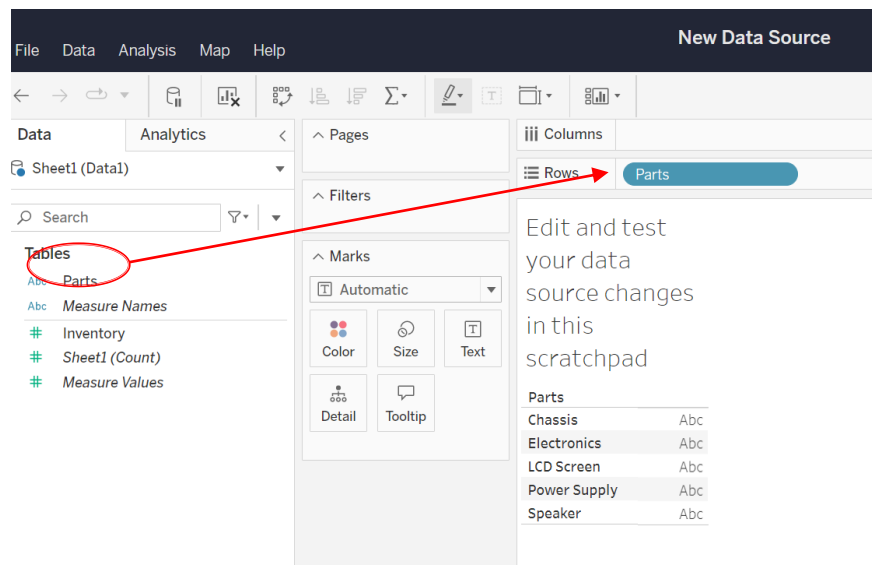 New Data Source
File Data Analysis Map Help
Data Analytics
Sheet1 (Data1)
Search
Tables
Abc Parts
Abc Measure Names
# Inventory
# Sheet1 (Count)
# Measure Values
Pages
Filters
Marks
T Automatic
Color Size T Text
Detail Tooltip
Columns
Rows Parts
Edit and test
your data
source changes
in this
scratchpad
Parts
Chassis Abc
Electronics Abc
LCD Screen Abc
Power Supply Abc
Speaker Abc